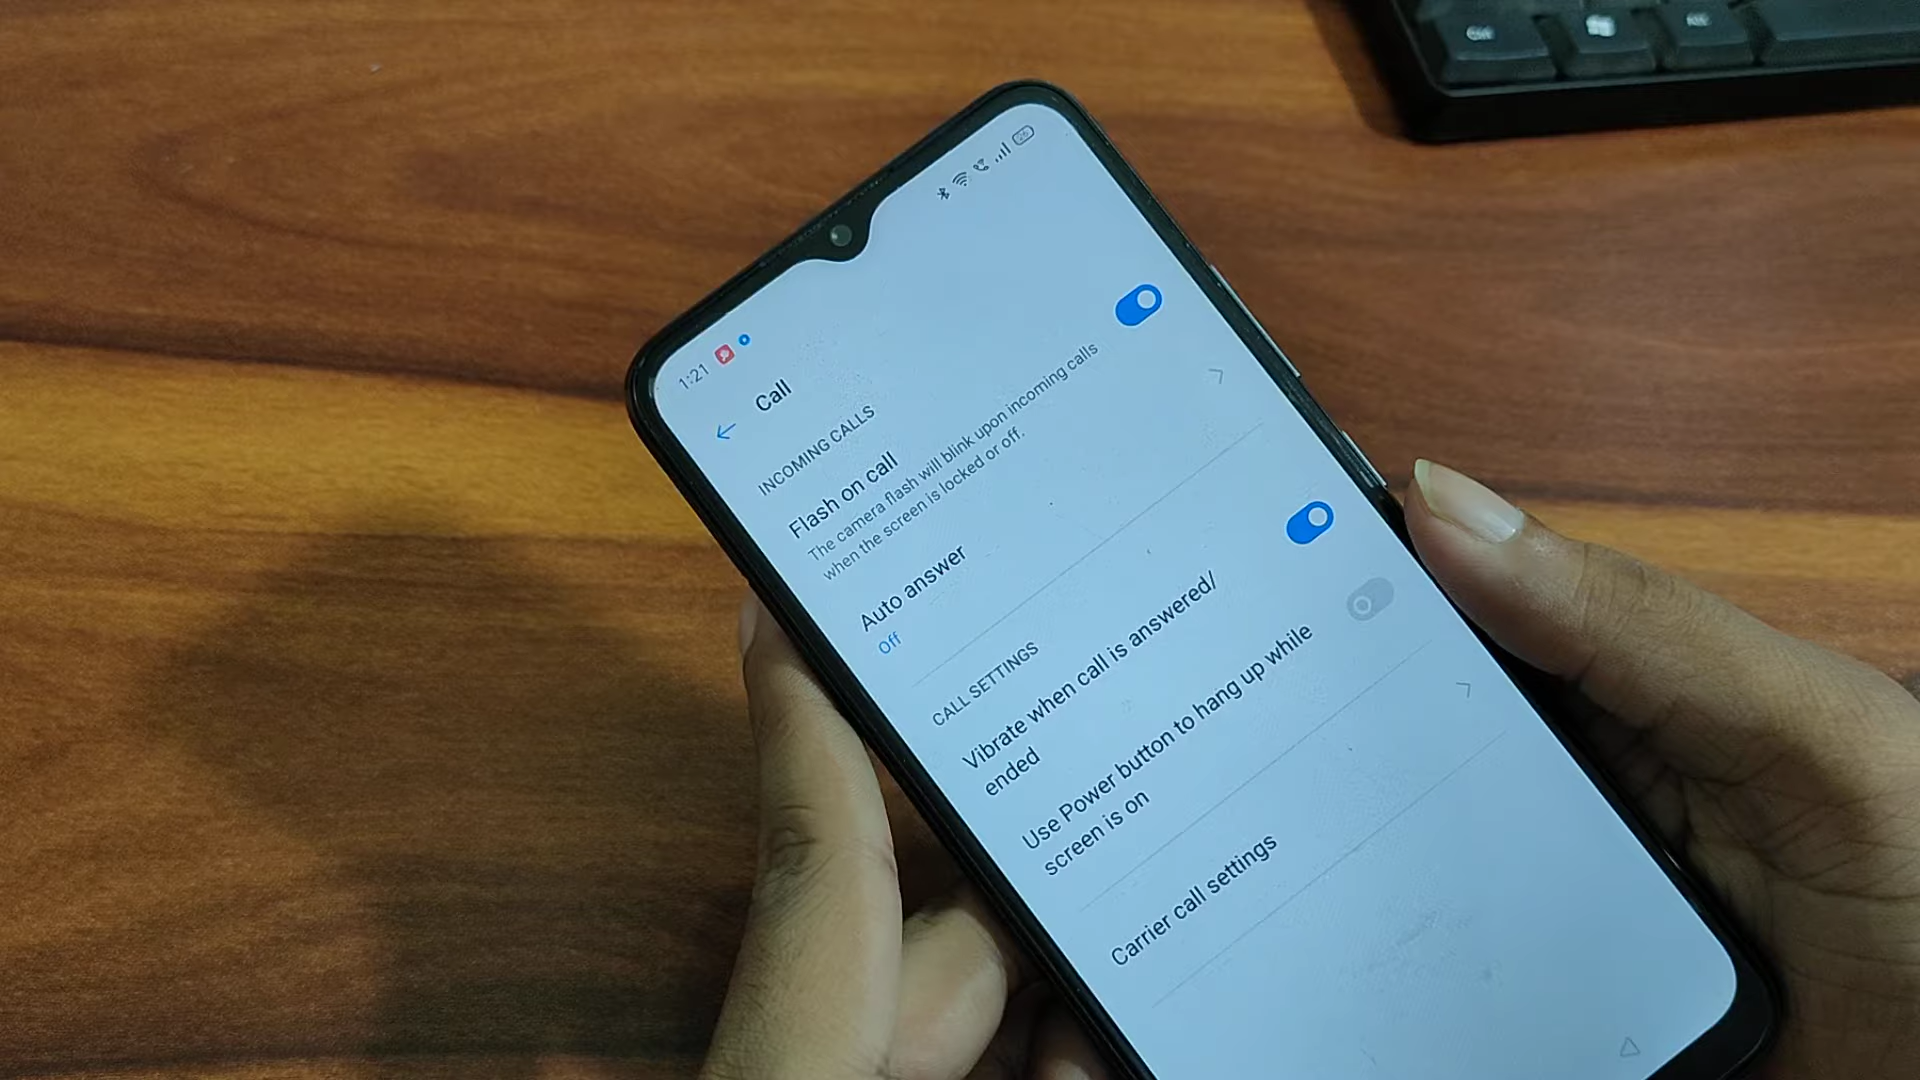 1:21
Call
INCOMING CALLS
Flash on call
The camera flash will blink upon incoming calls
when the screen is locked or off.
Auto answer
Off
CALL SETTINGS
Vibrate when call is answered/
ended
Use Power button to hang up while
screen is on
Carrier call settings